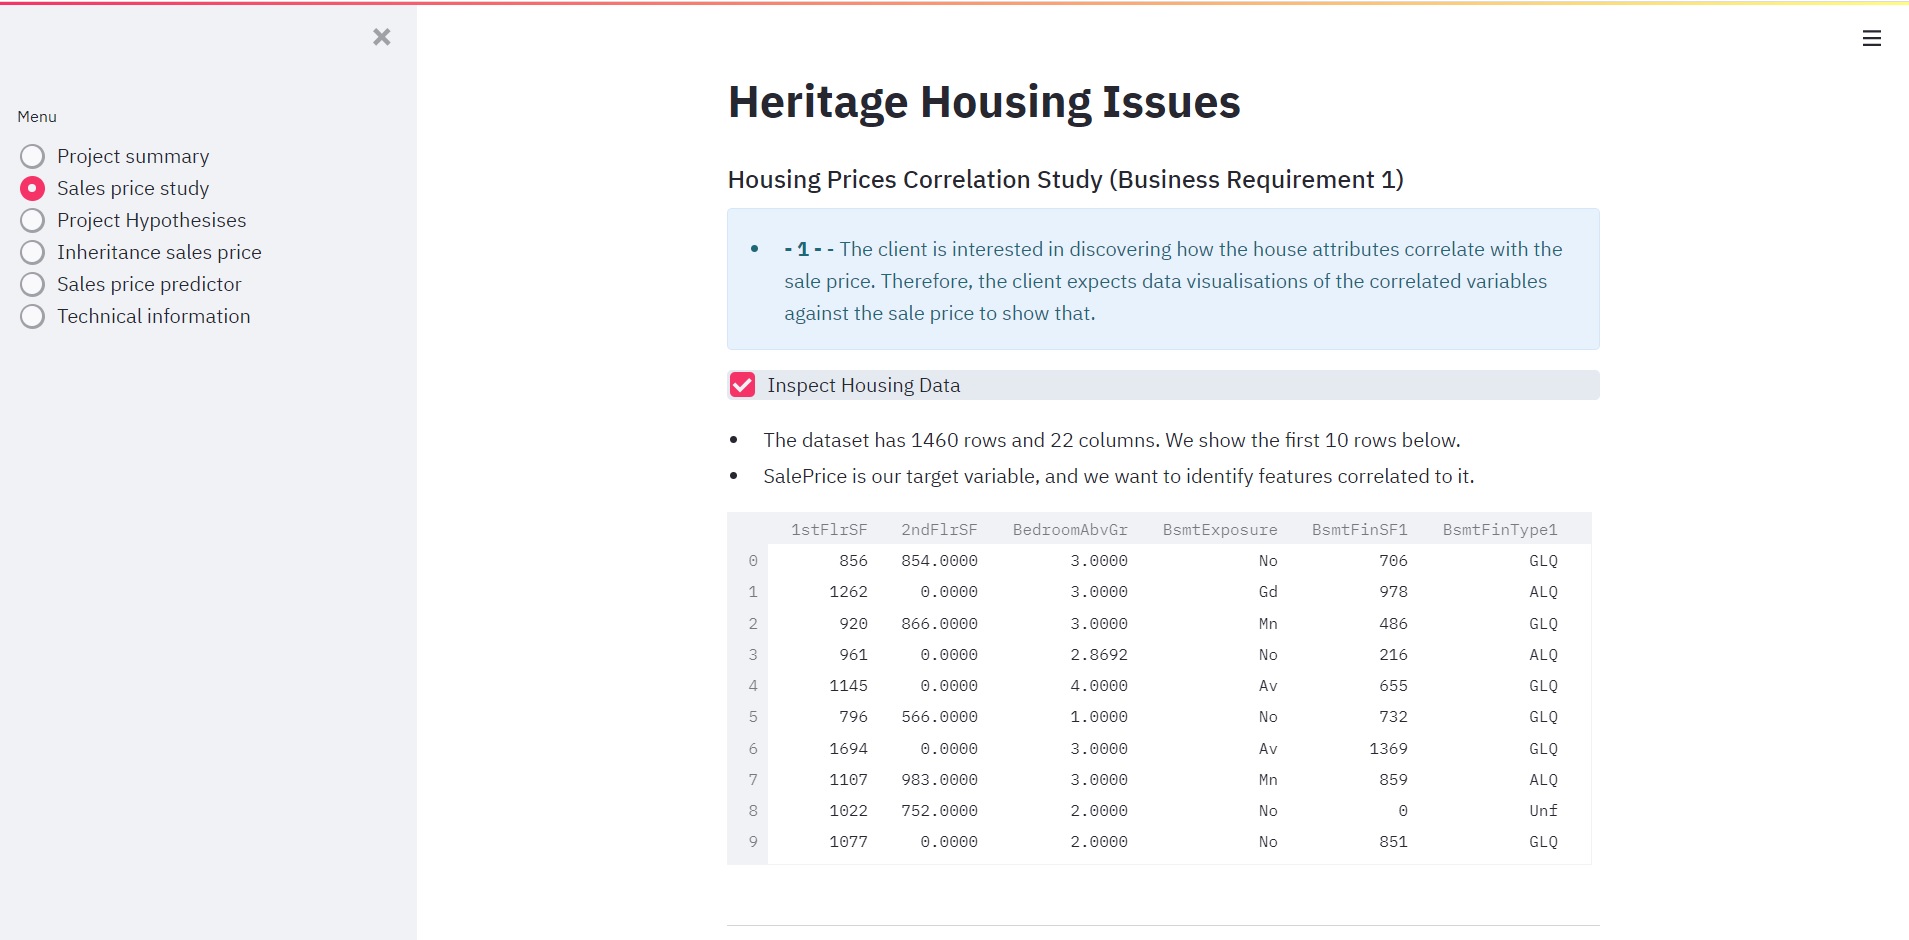 Menu
Project summary
Sales price study
Project Hypothesises
Inheritance sales price
Sales price predictor
Technical information
Heritage Housing Issues
Housing Prices Correlation Study (Business Requirement 1)
- 1 - - The client is interested in discovering how the house attributes correlate with the
sale price. Therefore, the client expects data visualisations of the correlated variables
against the sale price to show that.
Inspect Housing Data
The dataset has 1460 rows and 22 columns. We show the first 10 rows below.
SalePrice is our target variable, and we want to identify features correlated to it.
1stFlrSF 2ndFlrSF BedroomAbvGr BsmtExposure BsmtFinSF1 BsmtFinType1
0 856 854.0000 3.0000 No 706 GLQ
1 1262 0.0000 3.0000 Gd 978 ALQ
2 920 866.0000 3.0000 Mn 486 GLQ
3 961 0.0000 2.8692 No 216 ALQ
4 1145 0.0000 4.0000 Av 655 GLQ
5 796 566.0000 1.0000 No 732 GLQ
6 1694 0.0000 3.0000 Av 1369 GLQ
7 1107 983.0000 3.0000 Mn 859 ALQ
8 1022 752.0000 2.0000 No 0 Unf
9 1077 0.0000 2.0000 No 851 GLQ